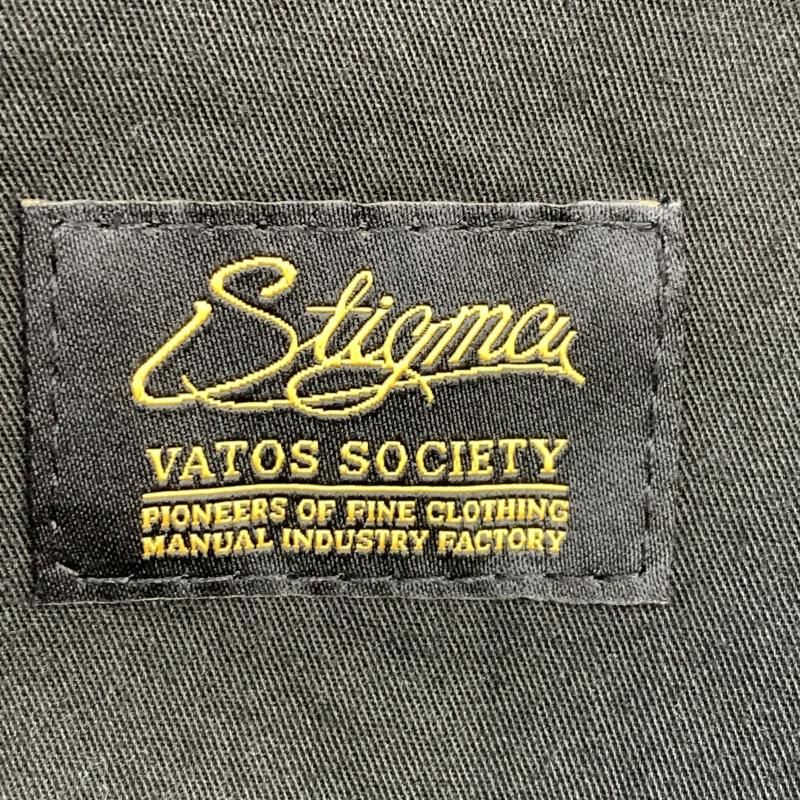 Stigma
VATOS SOCIETY
PIONEERS OF FINE CLOTHING
MANUAL INDUSTRY FACTORY